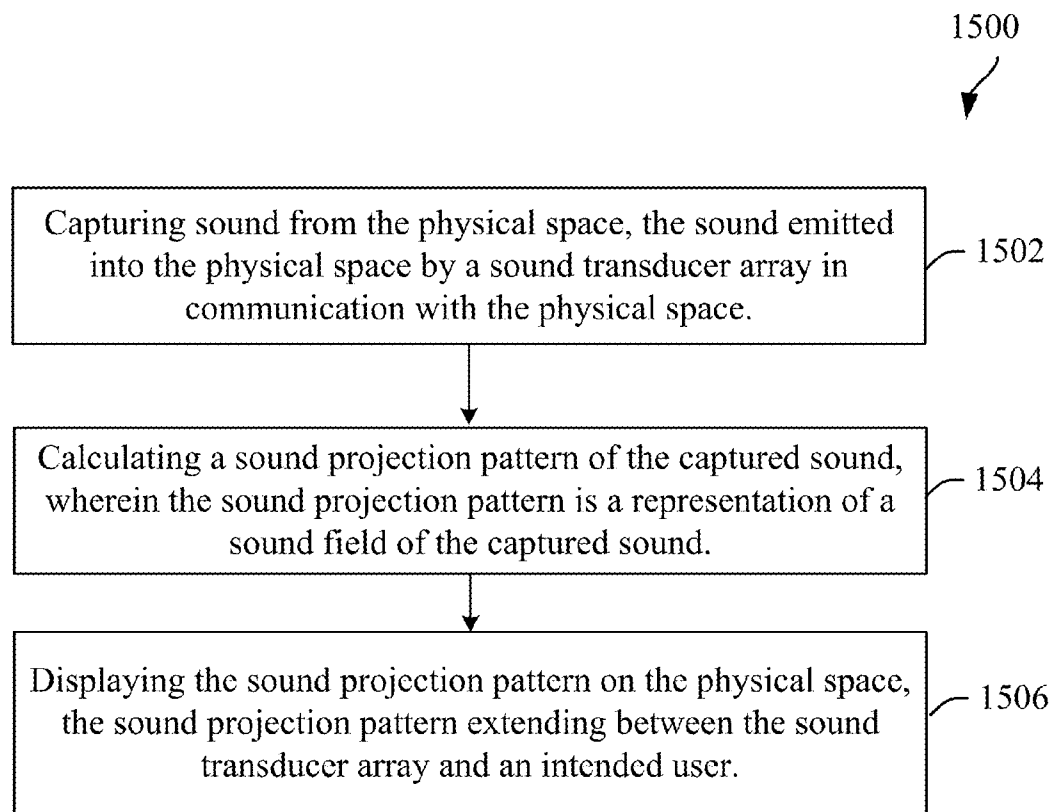 1500
Capturing sound from the physical space, the sound emitted
into the physical space by a sound transducer array in
communication with the physical space.
1502
Calculating a sound projection pattern of the captured sound,
wherein the sound projection pattern is a representation of a
sound field of the captured sound.
1504
Displaying the sound projection pattern on the physical space,
the sound projection pattern extending between the sound
transducer array and an intended user.
1506